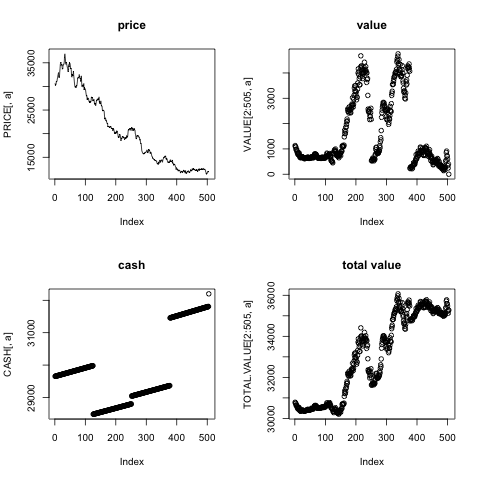 price
PRICE[, a]
15000 25000 35000
0 100 200 300 400 500
Index
value
VALUE[2:505, a]
0 1000 3000
0 100 200 300 400 500
Index
cash
CASH[, a]
29000 31000
0 100 200 300 400 500
Index
total value
TOTAL.VALUE[2:505, a]
30000 32000 34000 36000
0 100 200 300 400 500
Index